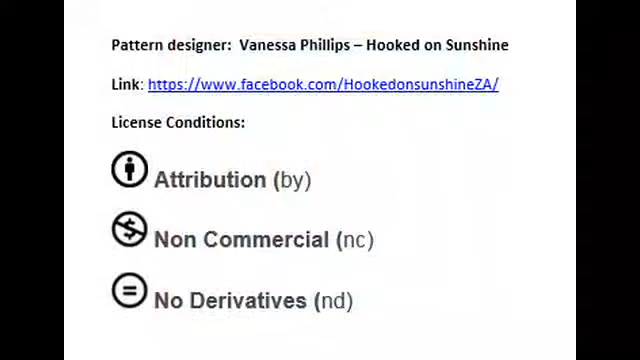 Pattern designer: Vanessa Phillips – Hooked on Sunshine
Link: https://www.facebook.com/HookedonsunshineZA/
License Conditions:
Attribution (by)
Non Commercial (nc)
No Derivatives (nd)